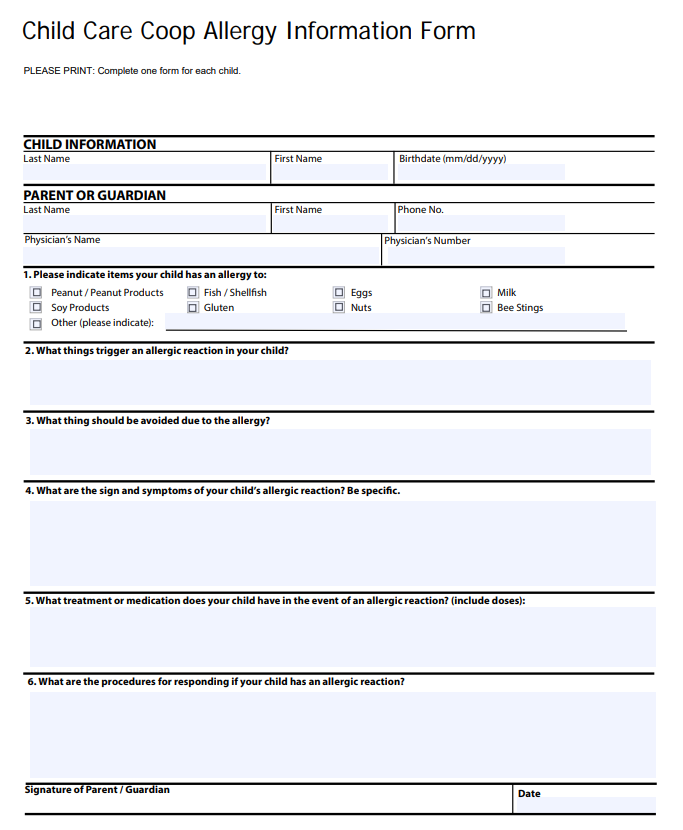 Child Care Coop Allergy Information Form
PLEASE PRINT: Complete one form for each child.
CHILD INFORMATION
Last Name First Name Birthdate (mm/dd/yyyy)
PARENT OR GUARDIAN
Last Name First Name Phone No.
Physician's Name Physician's Number
1. Please indicate items your child has an allergy to:
Peanut / Peanut Products Fish / Shellfish Eggs Milk
Soy Products Gluten Nuts Bee Stings
Other (please indicate):
2. What things trigger an allergic reaction in your child?
3. What thing should be avoided due to the allergy?
4. What are the sign and symptoms of your child's allergic reaction? Be specific.
5. What treatment or medication does your child have in the event of an allergic reaction? (include doses):
6. What are the procedures for responding if your child has an allergic reaction?
Signature of Parent / Guardian Date